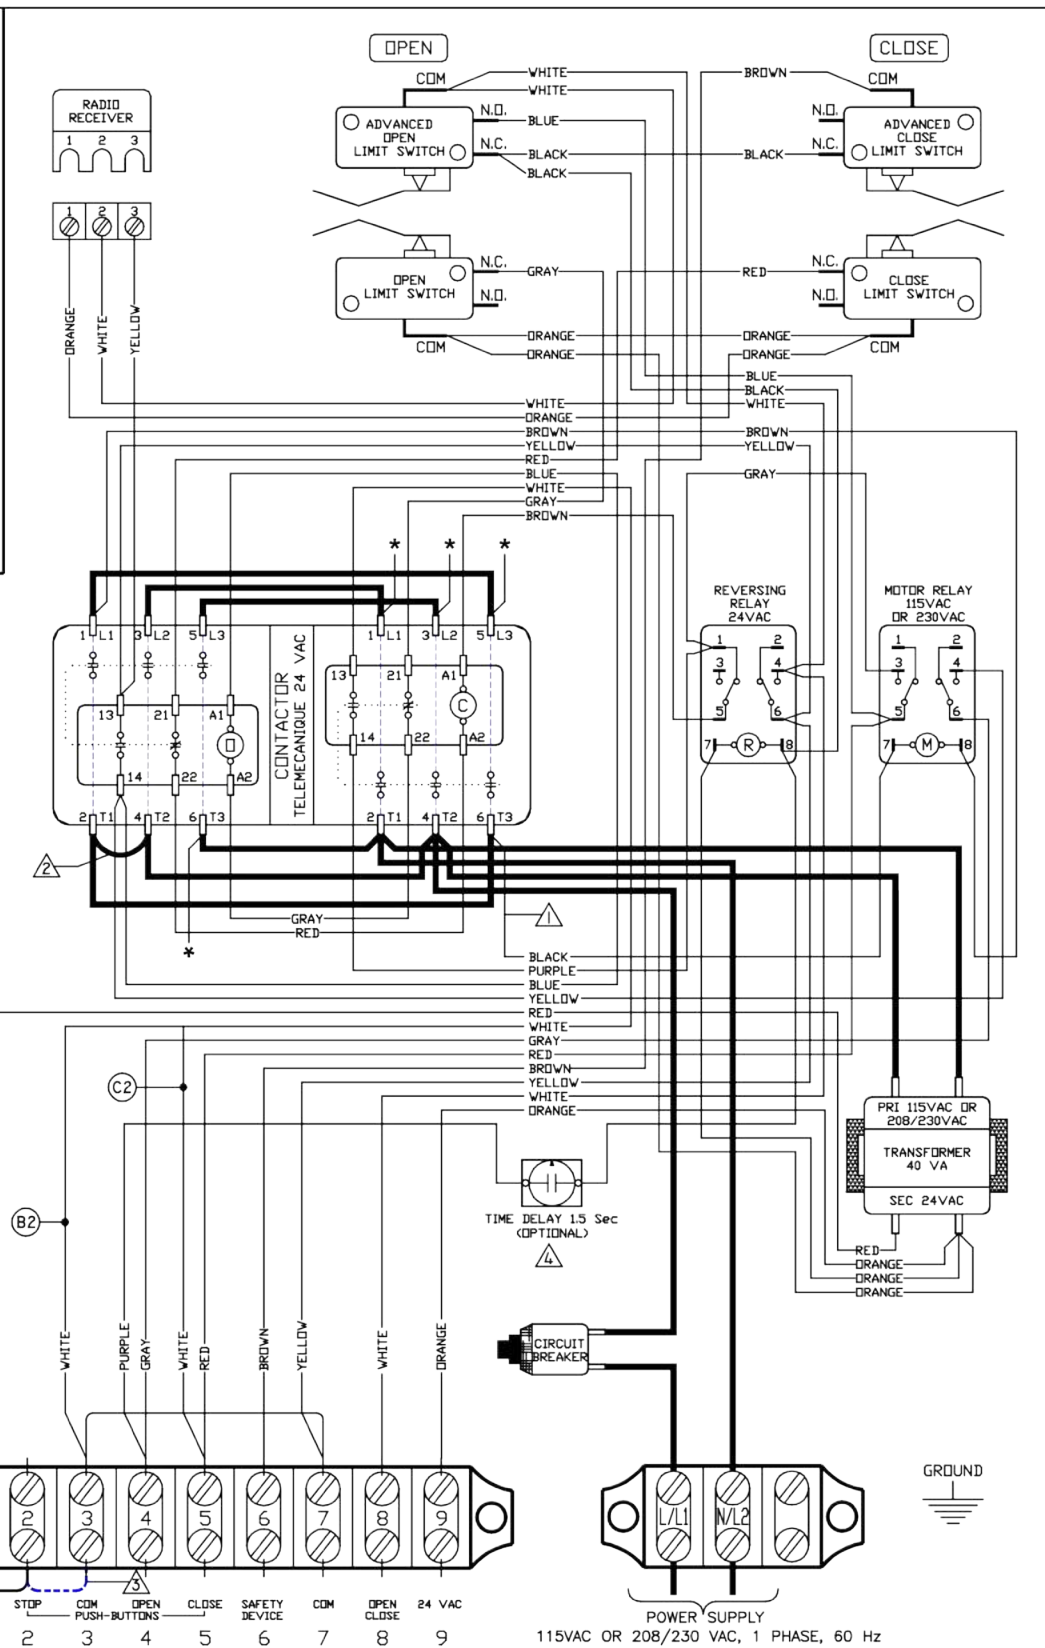 OPEN
CLOSE
COM
WHITE
WHITE
BROWN
COM
RADIO
RECEIVER
1 2 3
N.O.
BLUE
N.O.
ADVANCED
OPEN
LIMIT SWITCH
ADVANCED
CLOSE
LIMIT SWITCH
N.C.
BLACK
BLACK
N.C.
BLACK
1 2 3
N.C.
GRAY
RED
N.C.
OPEN
LIMIT SWITCH
CLOSE
LIMIT SWITCH
N.O.
N.O.
ORANGE
WHITE
YELLOW
COM
ORANGE
ORANGE
ORANGE
ORANGE
COM
BLUE
BLACK
WHITE
WHITE
ORANGE
BROWN
BROWN
YELLOW
YELLOW
RED
BLUE
GRAY
WHITE
GRAY
BROWN
* * *
REVERSING
RELAY
24VAC
MOTOR RELAY
115VAC
OR 230VAC
1 L1 3 L2 5 L3
CONTACTOR
TELEMECANIQUE 24 VAC
1 L1 3 L2 5 L3
1 2
3 4
5 6
7 R 8
1 2
3 4
5 6
7 M 8
13 21 A1
C
14 22 A2
13 21 A1
O
14 22 A2
2 T1 4 T2 6 T3
2 T1 4 T2 6 T3
2
GRAY
RED
1
*
BLACK
PURPLE
BLUE
YELLOW
RED
WHITE
GRAY
RED
BROWN
YELLOW
WHITE
ORANGE
C2
PRI 115VAC OR
208/230VAC
TRANSFORMER
40 VA
SEC 24VAC
TIME DELAY 1.5 Sec
(OPTIONAL)
4
B2
RED
ORANGE
ORANGE
ORANGE
WHITE
PURPLE
GRAY
WHITE
RED
BROWN
YELLOW
WHITE
ORANGE
CIRCUIT
BREAKER
GROUND
2 3 4 5 6 7 8 9
L/L1 N/L2
3
STOP COM OPEN CLOSE SAFETY DEVICE COM OPEN CLOSE 24 VAC
PUSH-BUTTONS
2 3 4 5 6 7 8 9
POWER SUPPLY
115VAC OR 208/230 VAC, 1 PHASE, 60 Hz